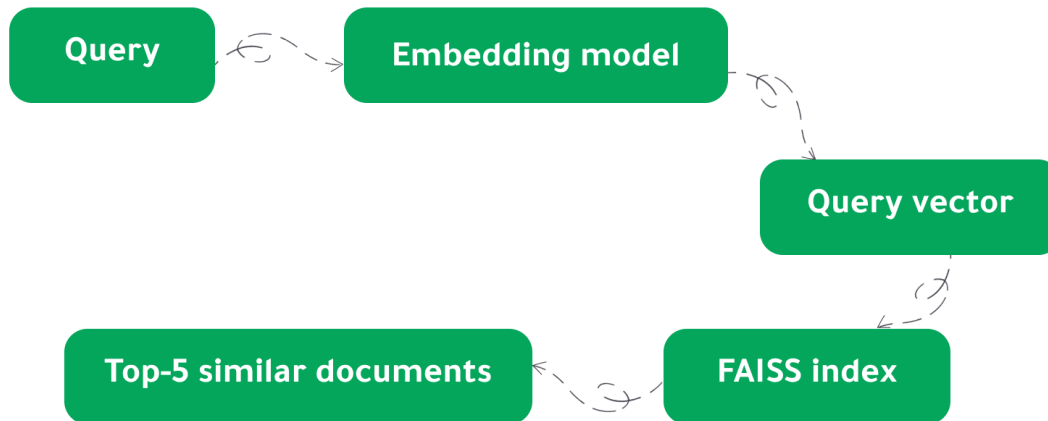 Query
Embedding model
Query vector
FAISS index
Top-5 similar documents